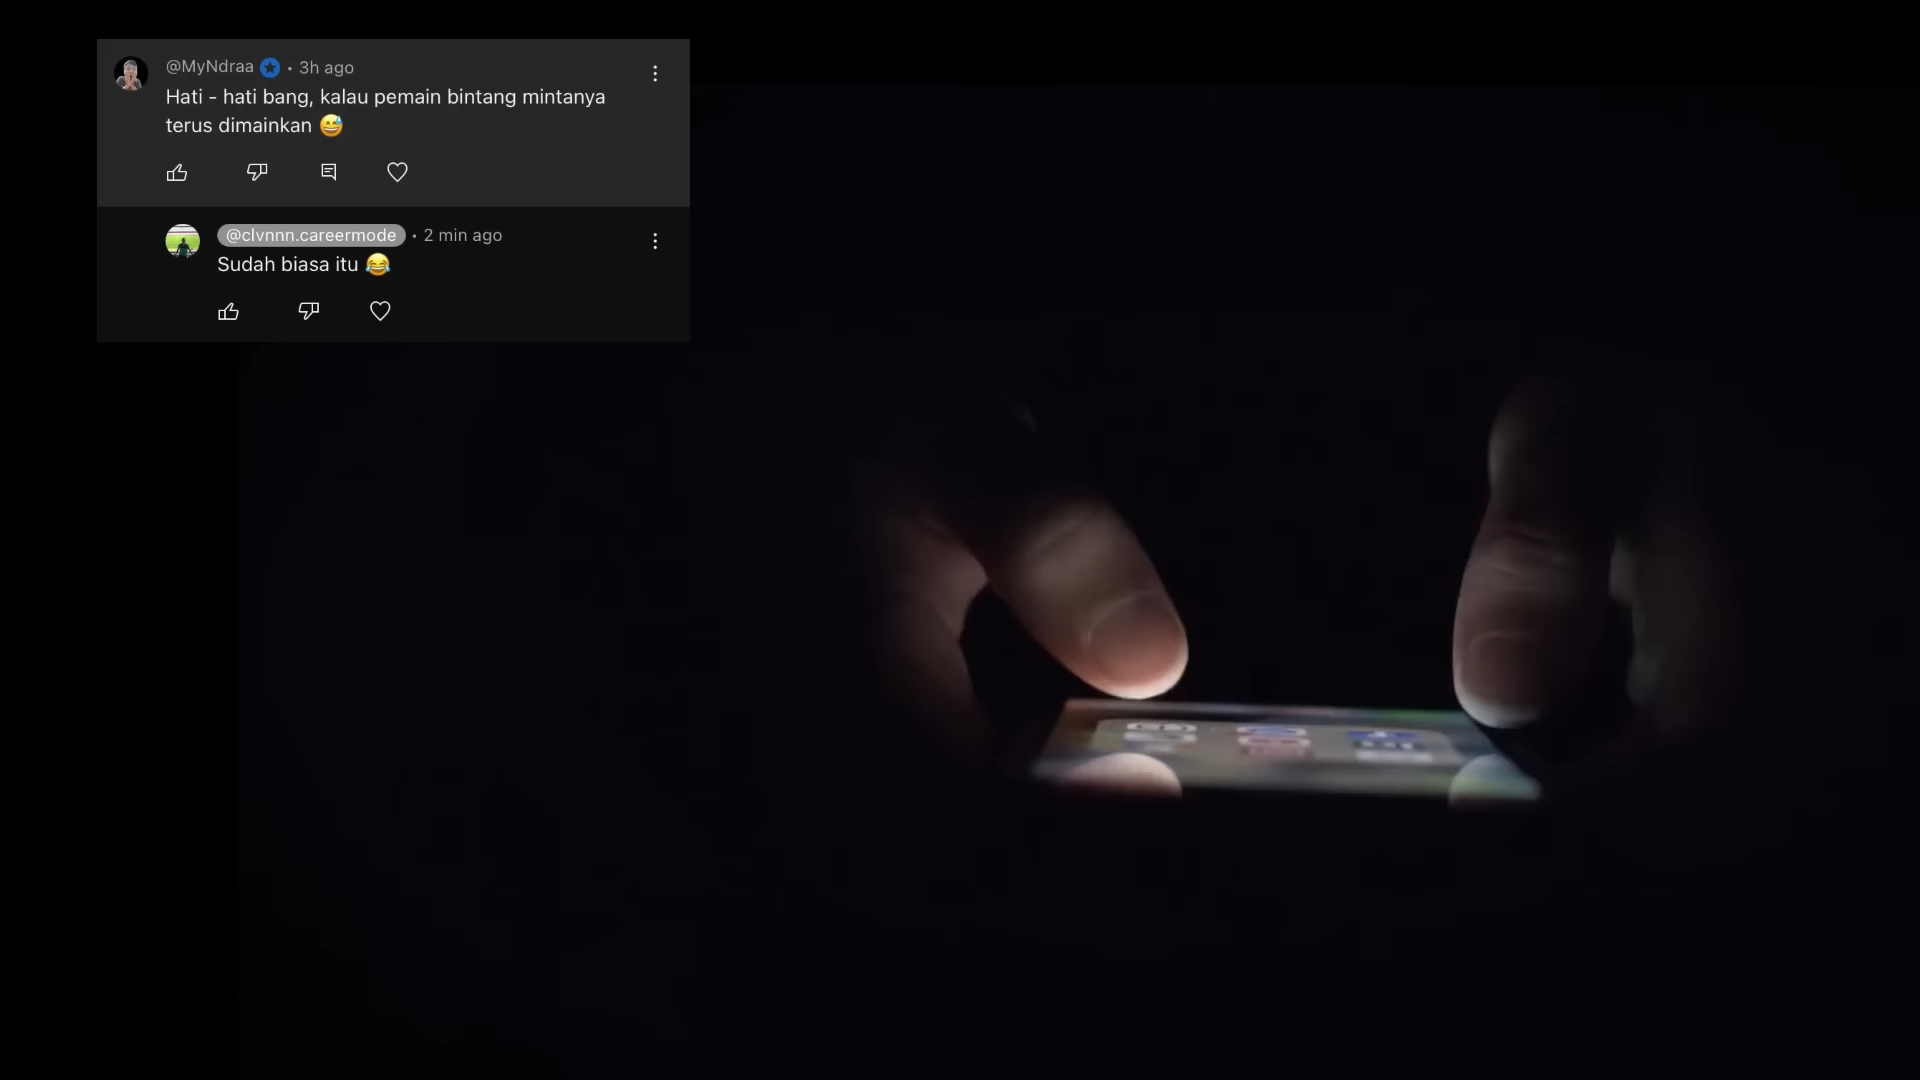 @MyNdraa • 3h ago
Hati - hati bang, kalau pemain bintang mintanya
terus dimainkan 😅
@clvnnn.careermode • 2 min ago
Sudah biasa itu 😂